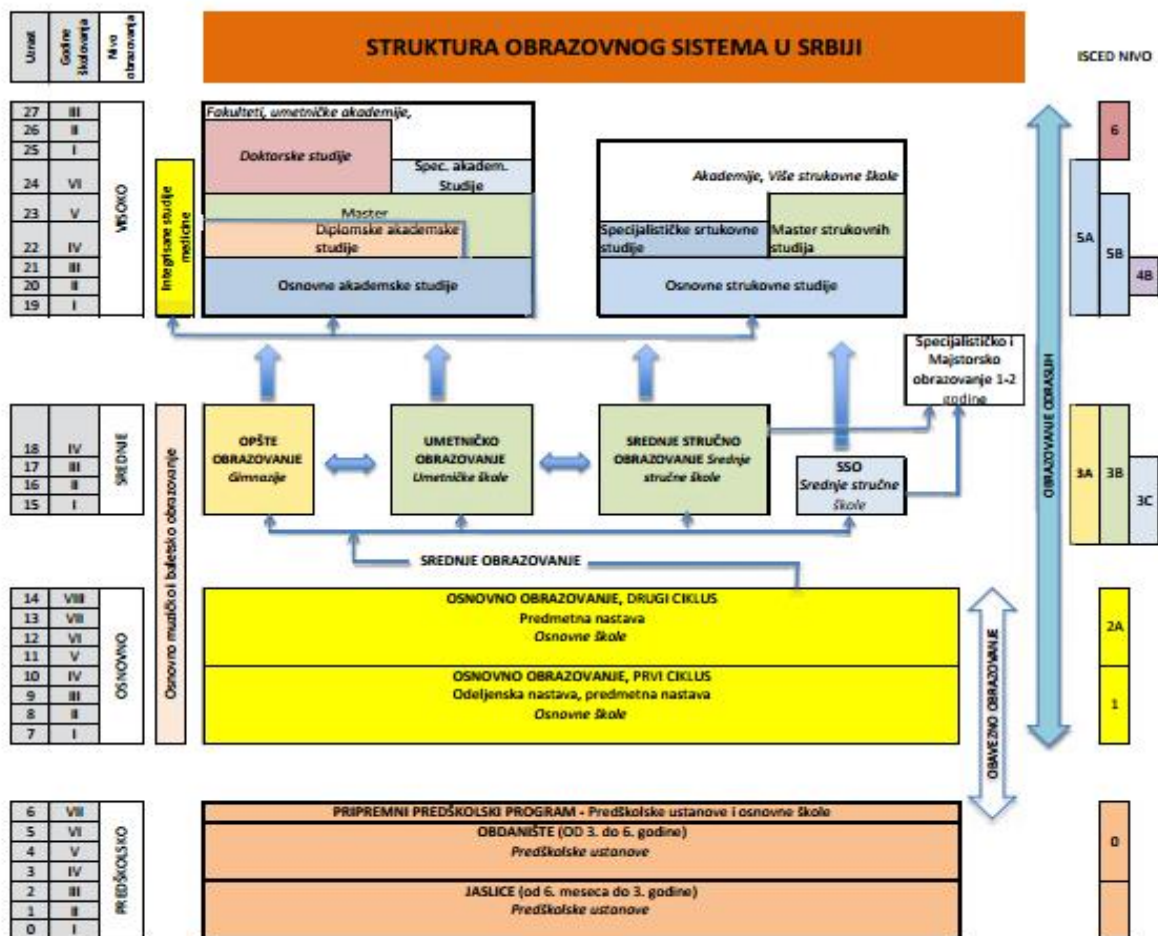 Uzrast
Godine školovanja
Nivo obrazovanja
STRUKTURA OBRAZOVNOG SISTEMA U SRBIJI
ISCED NIVO
27 III
26 II
25 I
24 VI
23 V
22 IV
21 III
20 II
19 I
VISOKO
Integrisane studije
medicine
Fakulteti, umetničke akademije,
Doktorske studije
Spec. akadem.
Studije
Master
Diplomske akademske
studije
Osnovne akademske studije
Akademije, Više strukovne škole
Specijalističke srtukovne
studije
Master strukovnih
studija
Osnovne strukovne studije
6
5A
5B
4B
OBRAZOVANJE ODRASLIH
Specijalističko i
Majstorsko
obrazovanje 1-2
godine
18 IV
17 III
16 II
15 I
SREDNJE
Osnovno muzičko i baletsko obrazovanje
OPŠTE
OBRAZOVANJE
Gimnazije
UMETNIČKO
OBRAZOVANJE
Umetničke škole
SREDNJE STRUČNO
OBRAZOVANJE Srednje
stručne škole
SSO
Srednje stručne
škole
3A
3B
3C
SREDNJE OBRAZOVANJE
14 VIII
13 VII
12 VI
11 V
10 IV
9 III
8 II
7 I
OSNOVNO
OSNOVNO OBRAZOVANJE, DRUGI CIKLUS
Predmetna nastava
Osnovne škole
OSNOVNO OBRAZOVANJE, PRVI CIKLUS
Odeljenska nastava, predmetna nastava
Osnovne škole
OBAVEZNO OBRAZOVANJE
2A
1
6 VII
5 VI
4 V
3 IV
2 III
1 II
0 I
PREDŠKOLSKO
PRIPREMNI PREDŠKOLSKI PROGRAM - Predškolske ustanove i osnovne škole
OBDANIŠTE (OD 3. do 6. godine)
Predškolske ustanove
JASLICE (od 6. meseca do 3. godine)
Predškolske ustanove
0